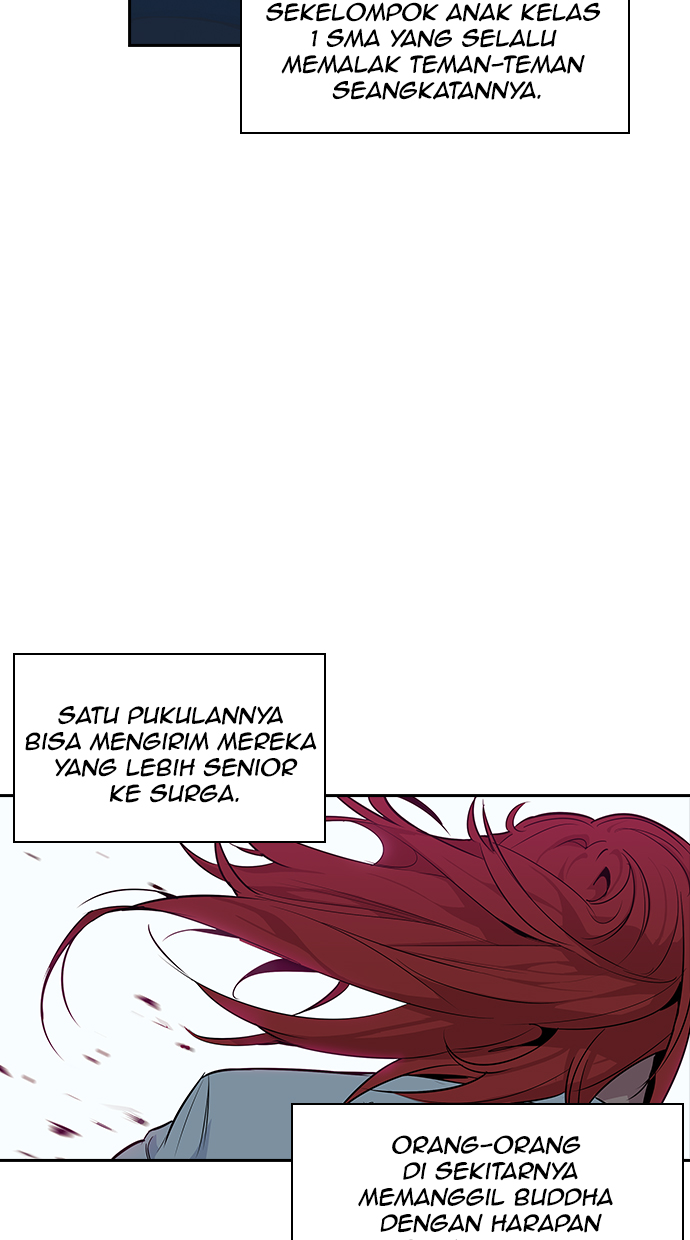 SEKELOMPOK ANAK KELAS
1 SMA YANG SELALU
MEMALAK TEMAN-TEMAN
SEANGKATANNYA.
SATU PUKULANNYA
BISA MENGIRIM MEREKA
YANG LEBIH SENIOR
KE SURGA.
ORANG-ORANG
DI SEKITARNYA
MEMANGGIL BUDDHA
DENGAN HARAPAN